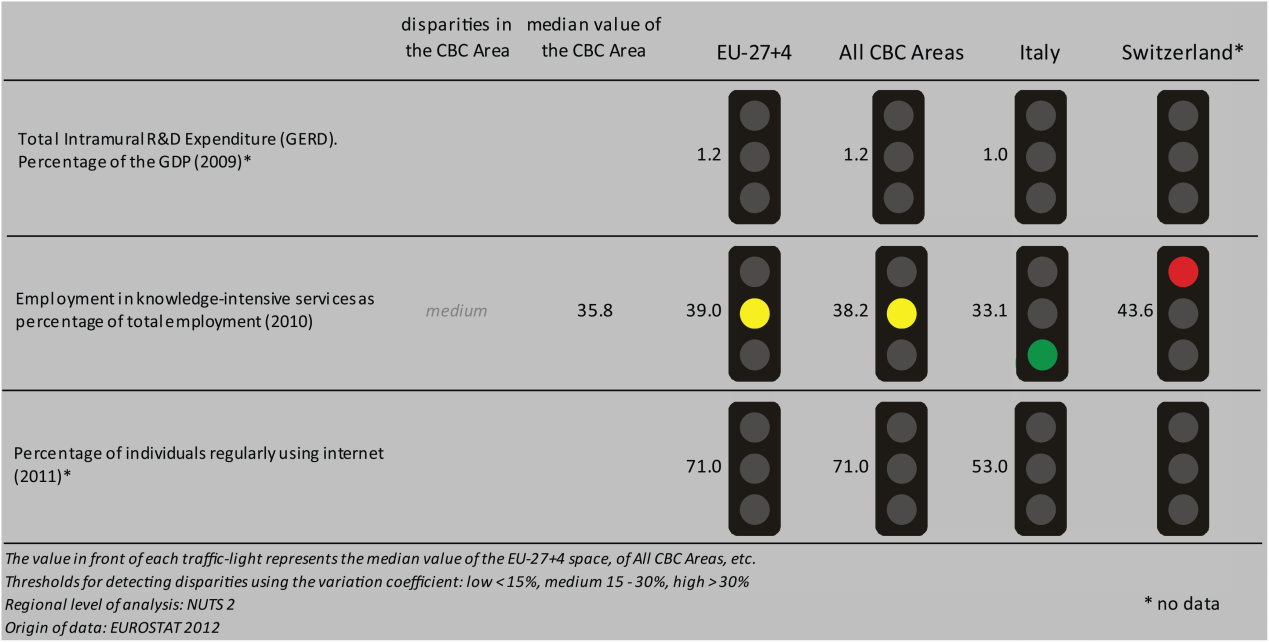 disparities in
the CBC Area
median value of
the CBC Area
EU-27+4
All CBC Areas
Italy
Switzerland*
Total Intramural R&D Expenditure (GERD).
Percentage of the GDP (2009)*
1.2
1.2
1.0
Employment in knowledge-intensive services as
percentage of total employment (2010)
medium
35.8
39.0
38.2
33.1
43.6
Percentage of individuals regularly using internet
(2011)*
71.0
71.0
53.0
The value in front of each traffic-light represents the median value of the EU-27+4 space, of All CBC Areas, etc.
Thresholds for detecting disparities using the variation coefficient: low < 15%, medium 15 - 30%, high > 30%
Regional level of analysis: NUTS 2
Origin of data: EUROSTAT 2012
* no data